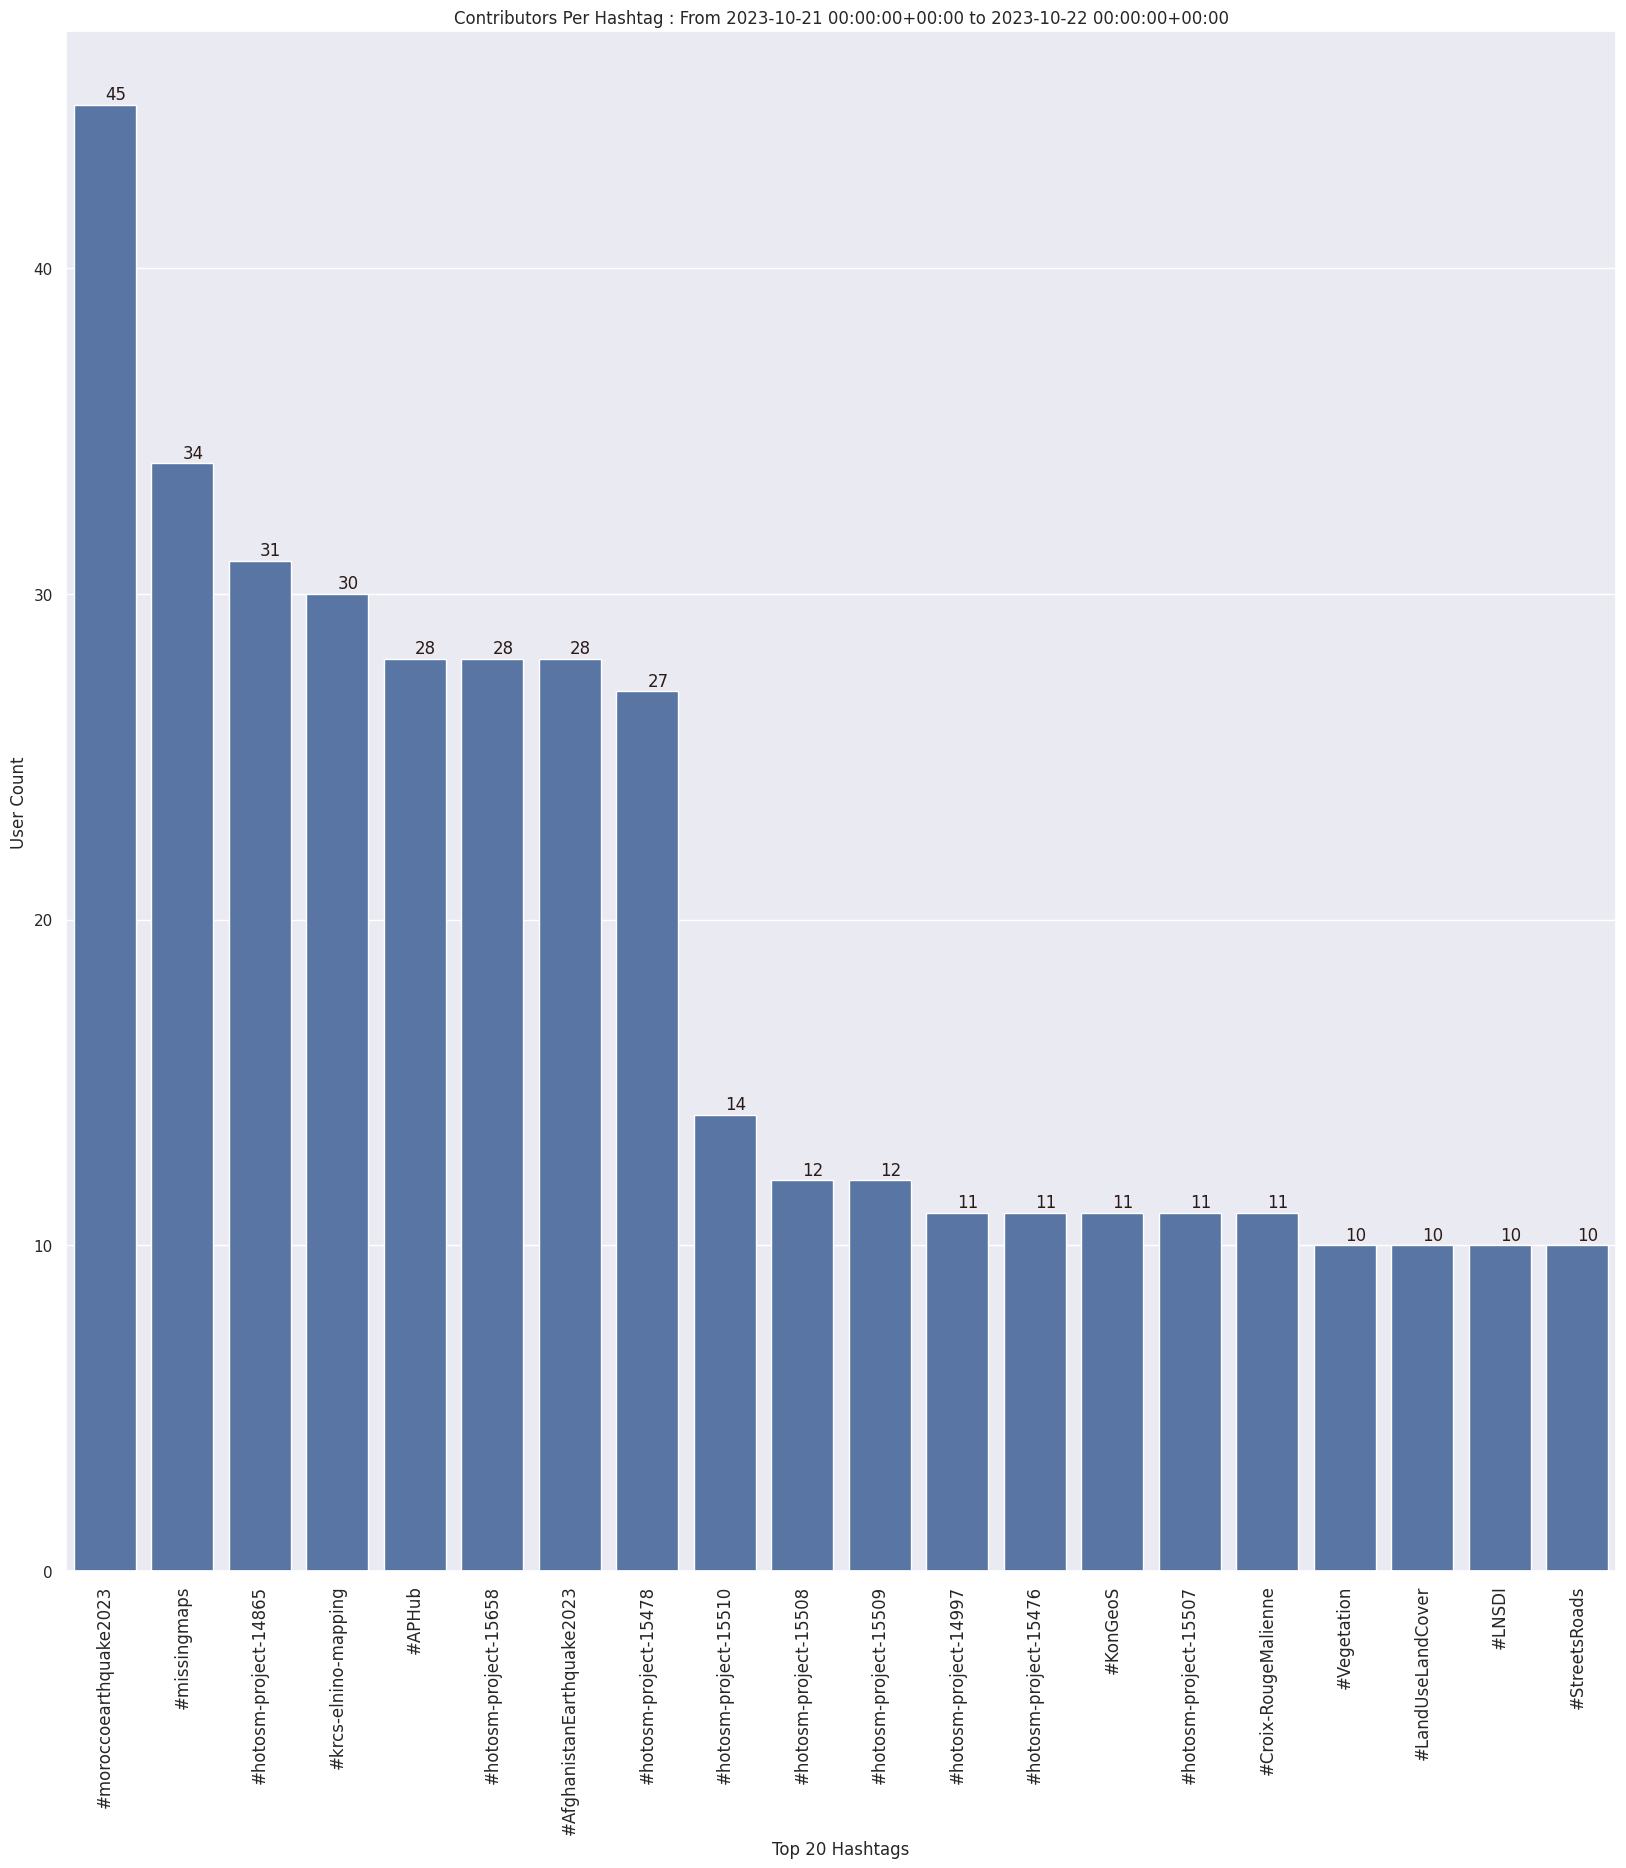 Contributors Per Hashtag : From 2023-10-21 00:00:00+00:00 to 2023-10-22 00:00:00+00:00
45
34
31
30
28
28
28
27
14
12
12
11
11
11
11
11
10
10
10
10
User Count
40
30
20
10
0
#moroccoearthquake2023
#missingmaps
#hotosm-project-14865
#krcs-elnino-mapping
#APHub
#hotosm-project-15658
#AfghanistanEarthquake2023
#hotosm-project-15478
#hotosm-project-15510
#hotosm-project-15508
#hotosm-project-15509
#hotosm-project-14997
#hotosm-project-15476
#KonGeoS
#hotosm-project-15507
#Croix-RougeMalienne
#Vegetation
#LandUseLandCover
#LNSDI
#StreetsRoads
Top 20 Hashtags